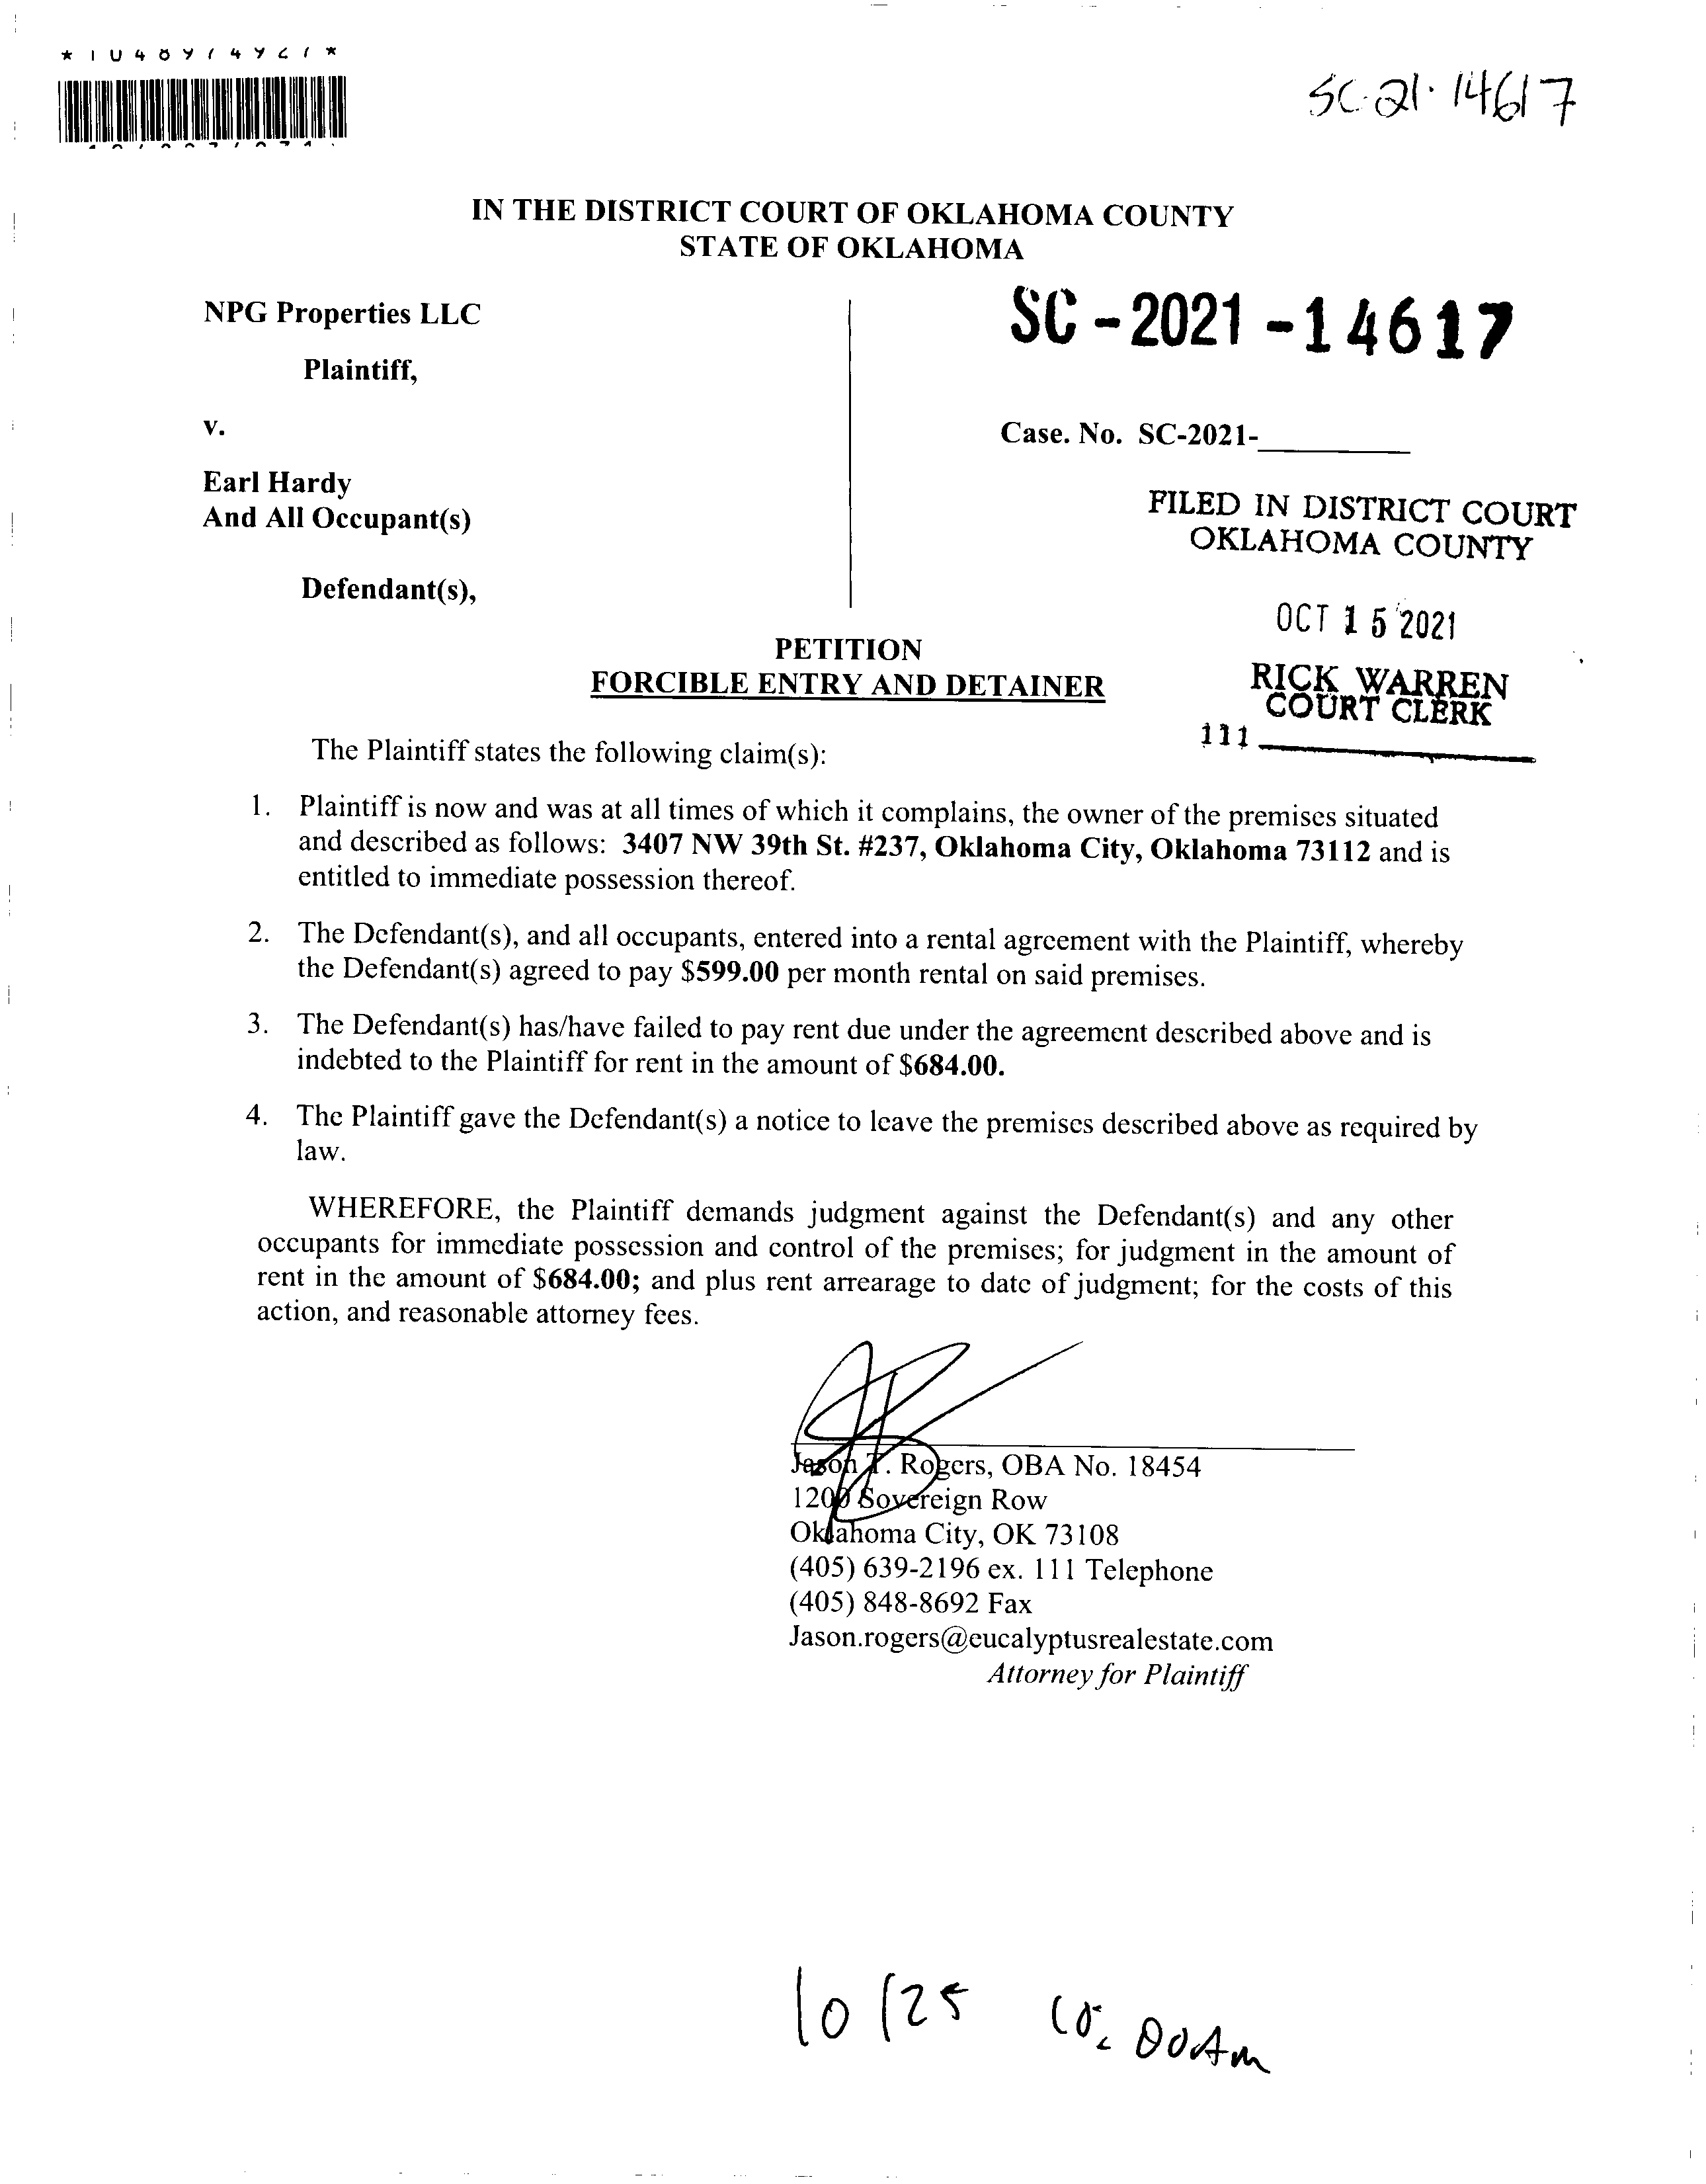 SC-21-14617
IN THE DISTRICT COURT OF OKLAHOMA COUNTY
STATE OF OKLAHOMA
NPG Properties LLC
Plaintiff,
v.
Earl Hardy
And All Occupant(s)
Defendant(s),
SC-2021-14617
Case. No. SC-2021-
FILED IN DISTRICT COURT
OKLAHOMA COUNTY
OCT 15 2021
RICK WARREN
COURT CLERK
111
PETITION
FORCIBLE ENTRY AND DETAINER
The Plaintiff states the following claim(s):
1. Plaintiff is now and was at all times of which it complains, the owner of the premises situated
and described as follows: 3407 NW 39th St. #237, Oklahoma City, Oklahoma 73112 and is
entitled to immediate possession thereof.
2. The Defendant(s), and all occupants, entered into a rental agreement with the Plaintiff, whereby
the Defendant(s) agreed to pay $599.00 per month rental on said premises.
3. The Defendant(s) has/have failed to pay rent due under the agreement described above and is
indebted to the Plaintiff for rent in the amount of $684.00.
4. The Plaintiff gave the Defendant(s) a notice to leave the premises described above as required by
law.
WHEREFORE, the Plaintiff demands judgment against the Defendant(s) and any other
occupants for immediate possession and control of the premises; for judgment in the amount of
rent in the amount of $684.00; and plus rent arrearage to date of judgment; for the costs of this
action, and reasonable attorney fees.
Jason T. Rogers, OBA No. 18454
1200 Sovereign Row
Oklahoma City, OK 73108
(405) 639-2196 ex. 111 Telephone
(405) 848-8692 Fax
Jason.rogers@eucalyptusrealestate.com
Attorney for Plaintiff
10/25 10:00Am